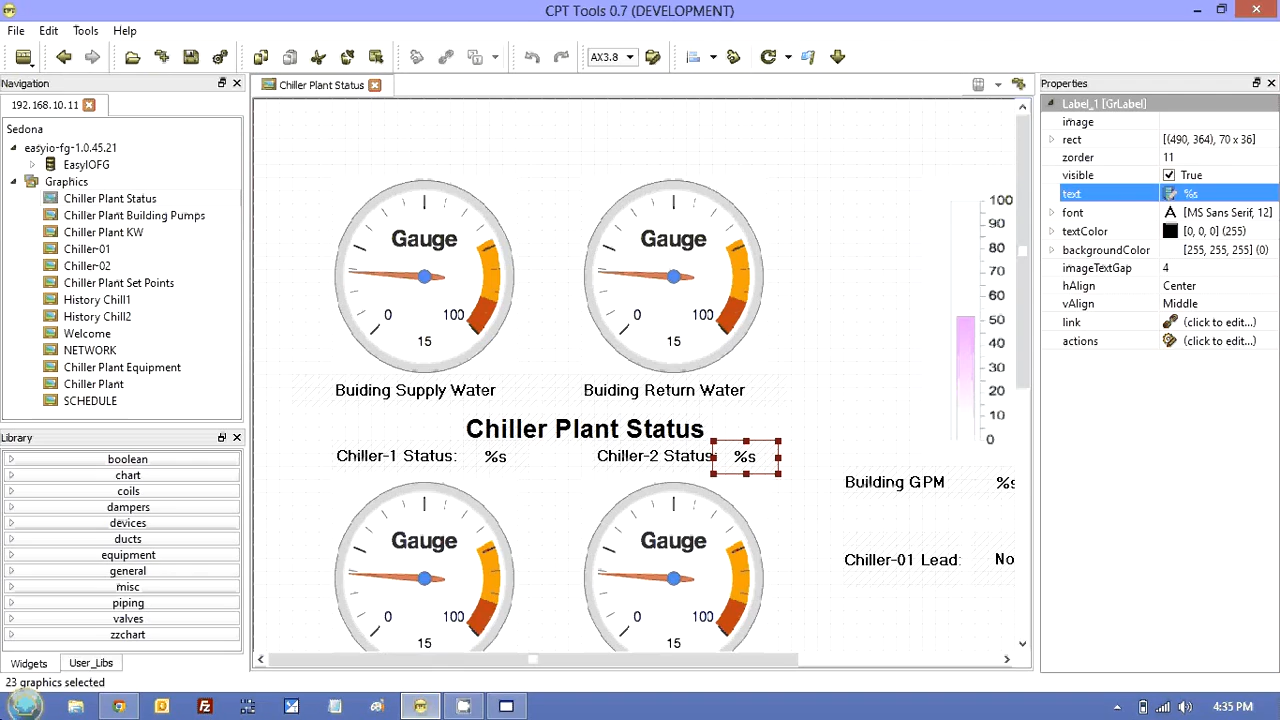 CPT Tools 0.7 (DEVELOPMENT)
File Edit Tools Help
AX3.8
Navigation
192.168.10.11
Sedona
easyio-fg-1.0.45.21
EasyIOFG
Graphics
Chiller Plant Status
Chiller Plant Building Pumps
Chiller Plant KW
Chiller-01
Chiller-02
Chiller Plant Set Points
History Chill1
History Chill2
Welcome
NETWORK
Chiller Plant Equipment
Chiller Plant
SCHEDULE
Library
boolean
chart
coils
dampers
devices
ducts
equipment
general
misc
piping
valves
zzchart
Widgets User_Libs
23 graphics selected
Chiller Plant Status
Gauge
0 100
15
Gauge
0 100
15
100
90
80
70
60
50
40
30
20
10
0
Buiding Supply Water
Buiding Return Water
Chiller Plant Status
Chiller-1 Status: %s
Chiller-2 Status: %s
Building GPM %s
Chiller-01 Lead: No
Gauge
0 100
15
Gauge
0 100
15
Properties
Label_1 [GrLabel]
image
rect [(490, 364), 70 x 36]
zorder 11
visible True
text %s
font A [MS Sans Serif, 12]
textColor [0, 0, 0] (255)
backgroundColor [255, 255, 255] (0)
imageTextGap 4
hAlign Center
vAlign Middle
link (click to edit...)
actions (click to edit...)
4:35 PM